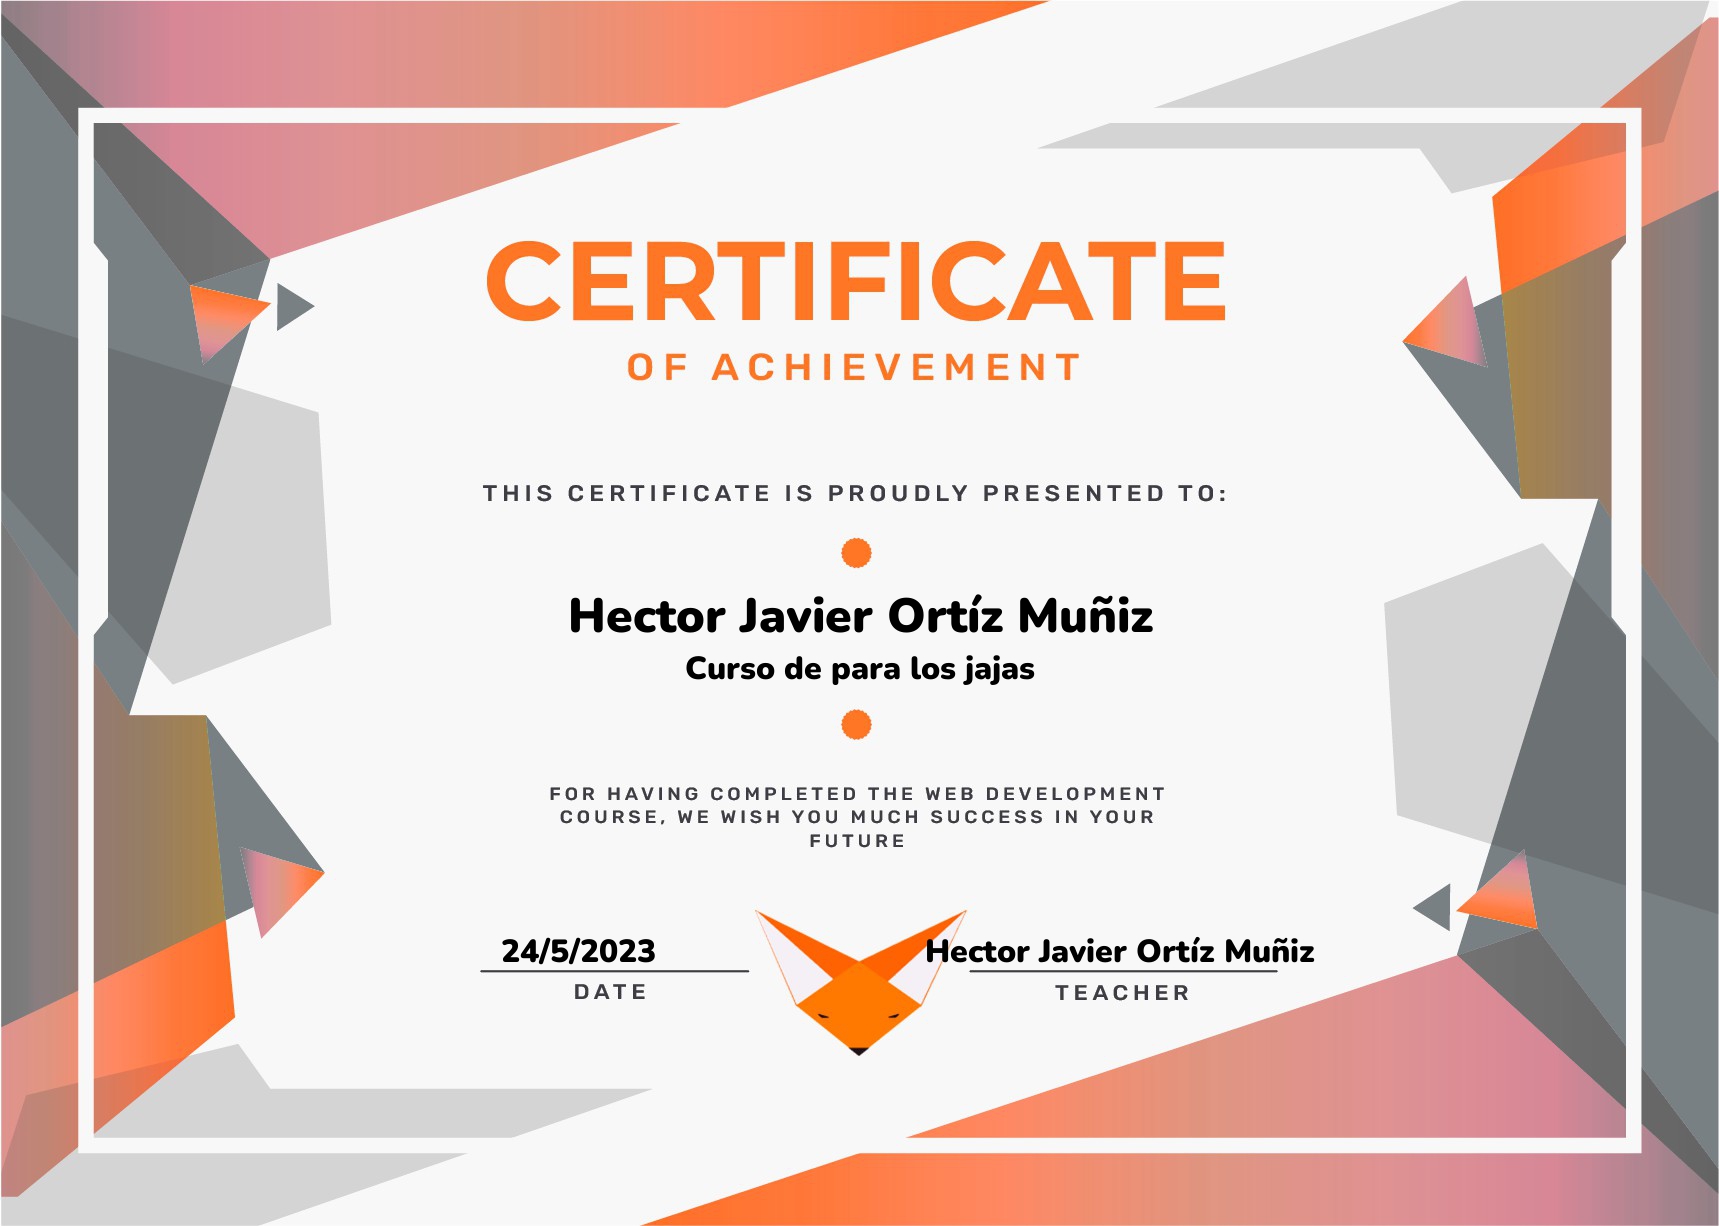 CERTIFICATE
OF ACHIEVEMENT
THIS CERTIFICATE IS PROUDLY PRESENTED TO:
Hector Javier Ortíz Muñiz
Curso de para los jajas
FOR HAVING COMPLETED THE WEB DEVELOPMENT
COURSE, WE WISH YOU MUCH SUCCESS IN YOUR
FUTURE
24/5/2023
DATE
Hector Javier Ortíz Muñiz
TEACHER